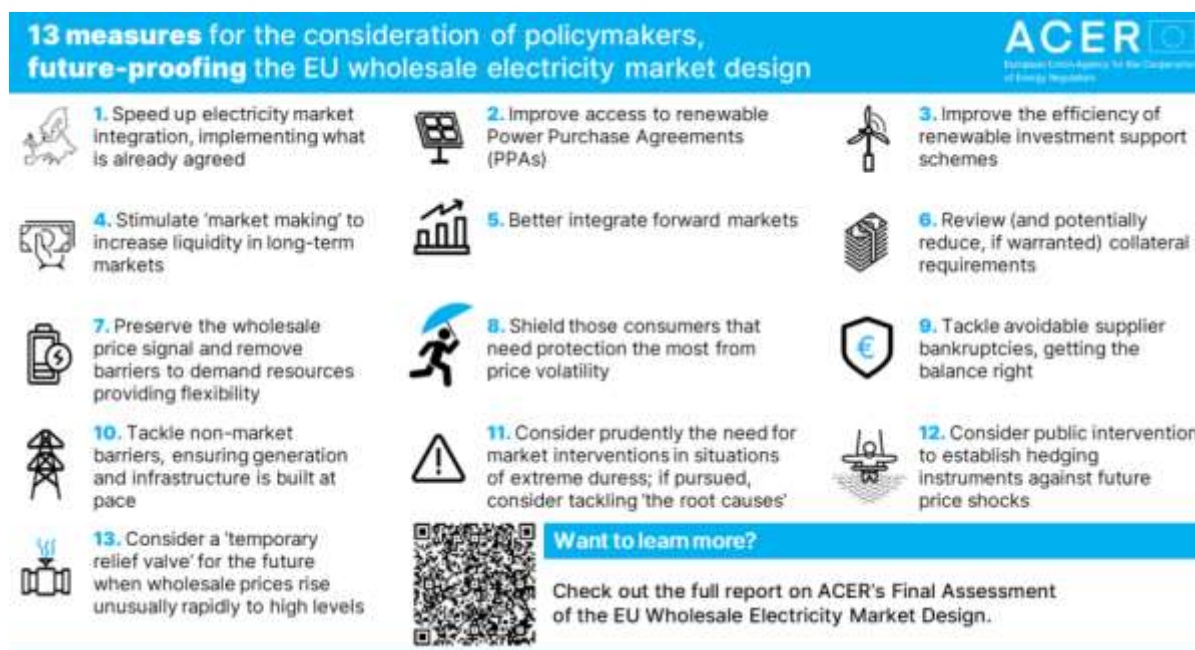 13 measures for the consideration of policymakers,
future-proofing the EU wholesale electricity market design
ACER
European Union Agency for the Cooperation
of Energy Regulators
1. Speed up electricity market
integration, implementing what
is already agreed
2. Improve access to renewable
Power Purchase Agreements
(PPAs)
3. Improve the efficiency of
renewable investment support
schemes
4. Stimulate 'market making' to
increase liquidity in long-term
markets
5. Better integrate forward markets
6. Review (and potentially
reduce, if warranted) collateral
requirements
7. Preserve the wholesale
price signal and remove
barriers to demand resources
providing flexibility
8. Shield those consumers that
need protection the most from
price volatility
€
9. Tackle avoidable supplier
bankruptcies, getting the
balance right
10. Tackle non-market
barriers, ensuring generation
and infrastructure is built at
pace
11. Consider prudently the need for
market interventions in situations
of extreme duress; if pursued,
consider tackling 'the root causes'
12. Consider public intervention
to establish hedging
instruments against future
price shocks
13. Consider a 'temporary
relief valve' for the future
when wholesale prices rise
unusually rapidly to high levels
Want to learn more?
Check out the full report on ACER's Final Assessment
of the EU Wholesale Electricity Market Design.